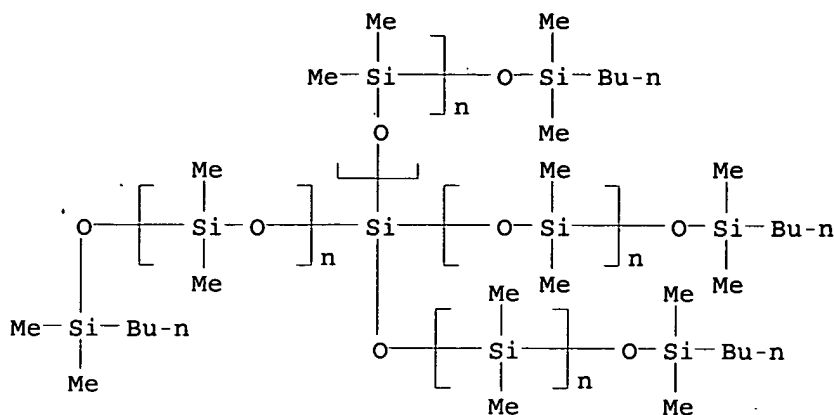 Me Me
Me Si O Si Bu-n
n
O Me
Me Me Me
O Si O Si O Si O Si Bu-n
n n
Me Me Me
Me Me
Me Si Bu-n O Si O Si Bu-n
n
Me Me Me